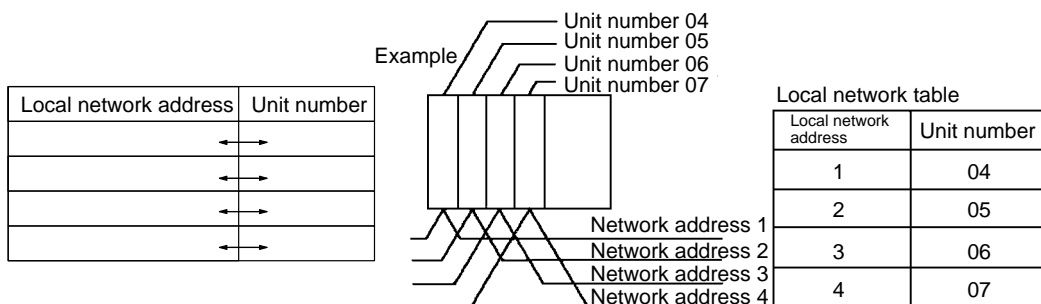 Local network address Unit number
Example
Unit number 04
Unit number 05
Unit number 06
Unit number 07
Network address 1
Network address 2
Network address 3
Network address 4
Local network table
Local network address Unit number
1 04
2 05
3 06
4 07